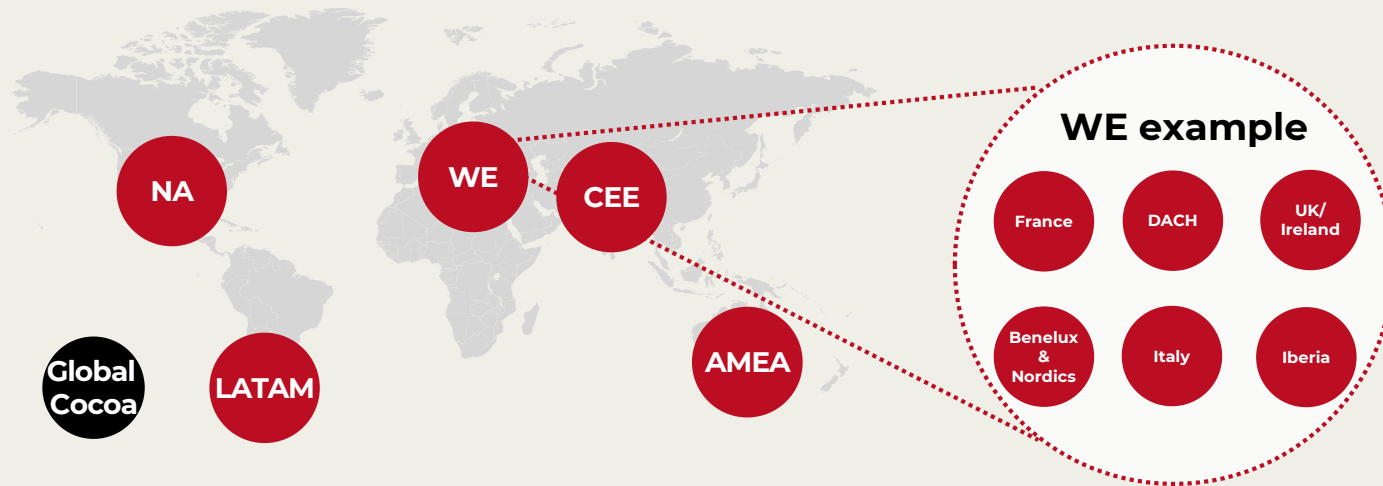 NA
WE
CEE
Global
Cocoa
LATAM
AMEA
WE example
France
DACH
UK/
Ireland
Benelux
&
Nordics
Italy
Iberia